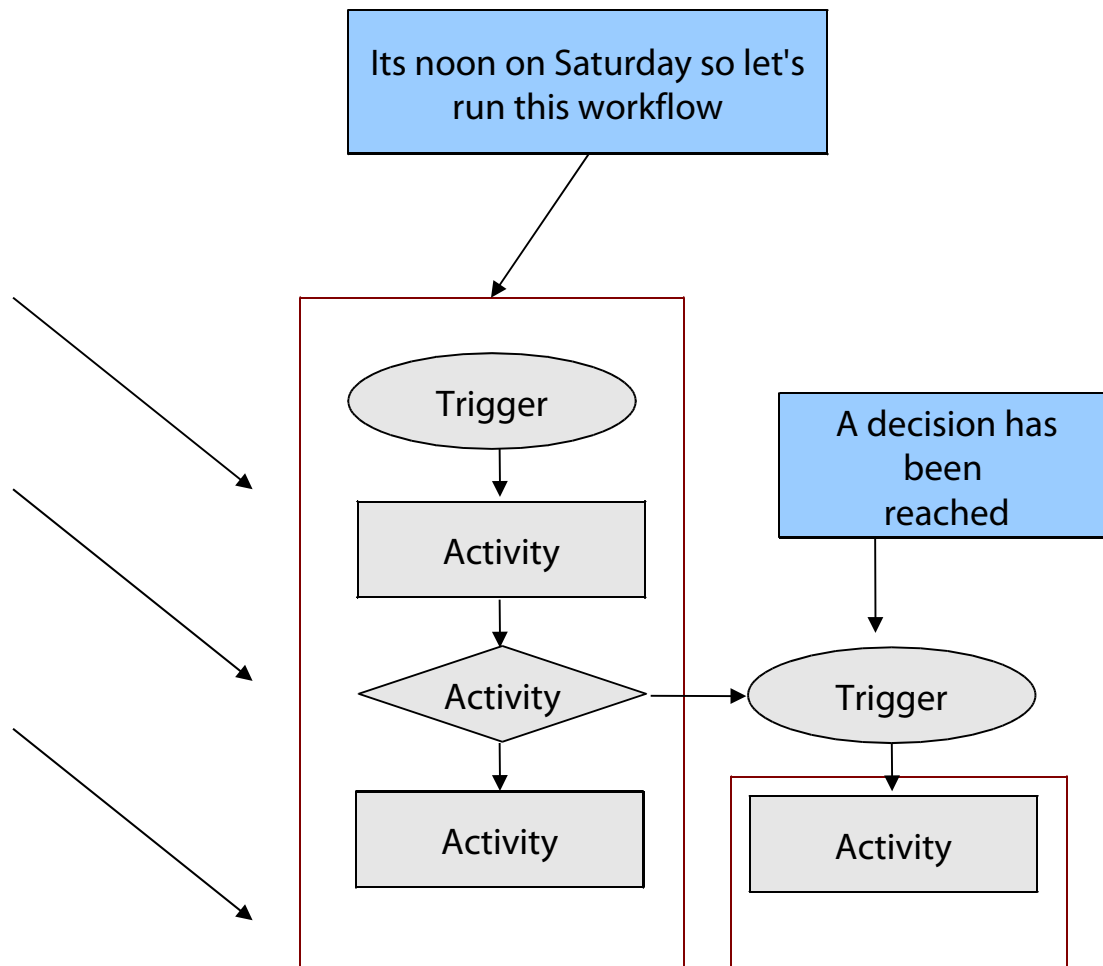 Its noon on Saturday so let's
run this workflow
Trigger
A decision has
been
reached
Activity
Activity
Trigger
Activity
Activity